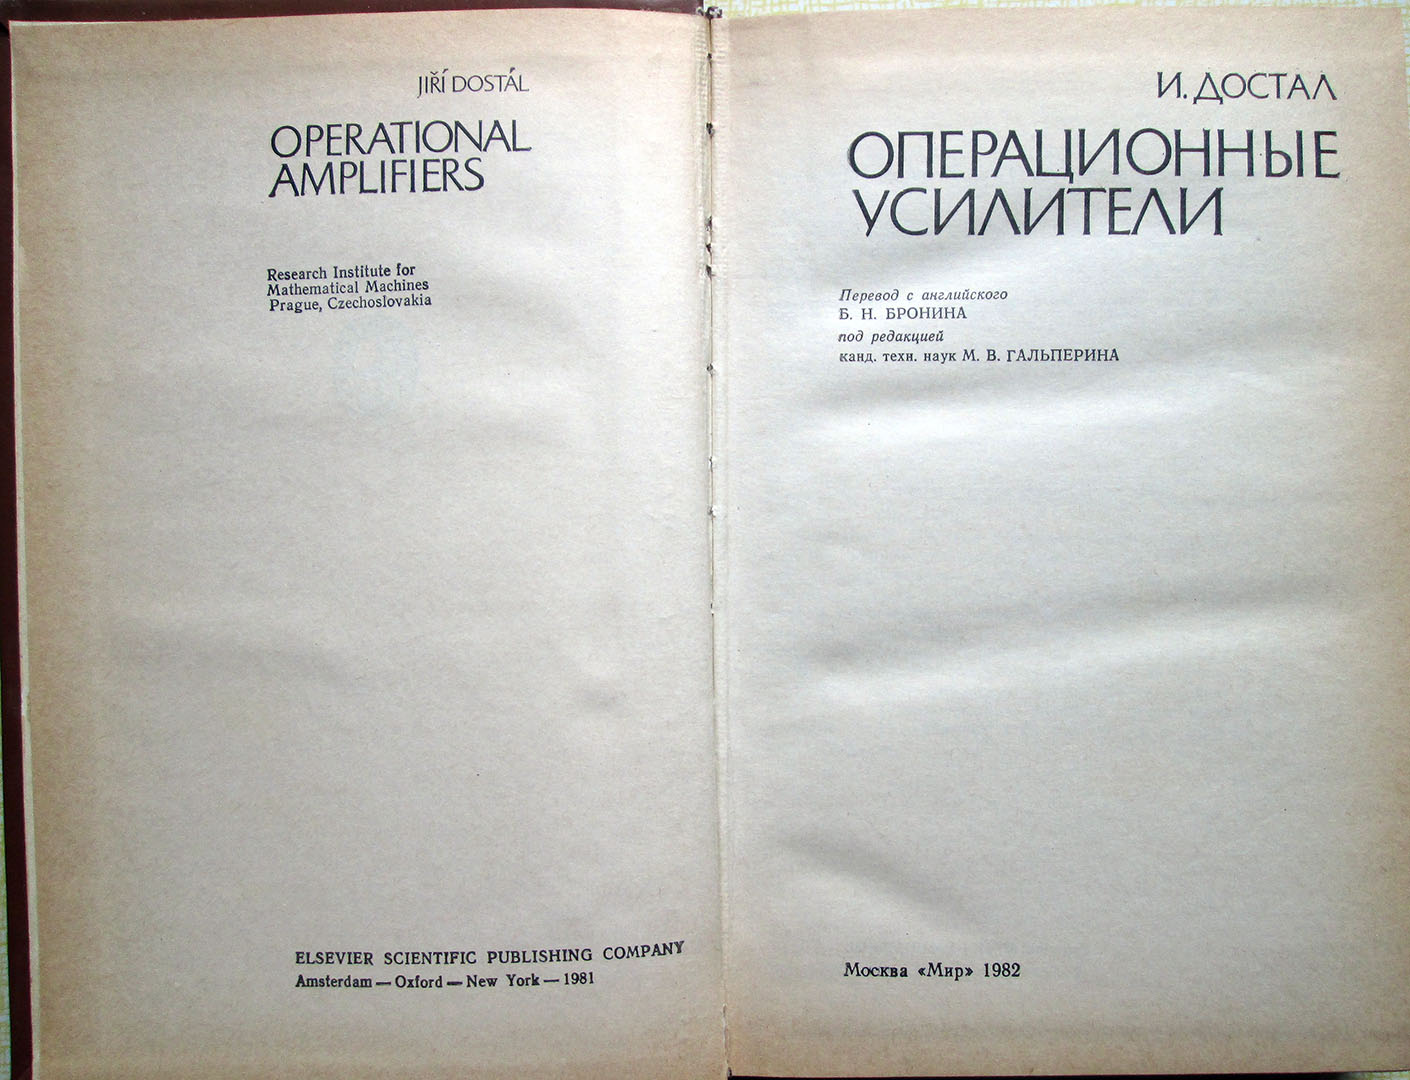 JIŘÍ DOSTÁL
OPERATIONAL
AMPLIFIERS
Research Institute for
Mathematical Machines
Prague, Czechoslovakia
ELSEVIER SCIENTIFIC PUBLISHING COMPANY
Amsterdam — Oxford — New York — 1981
И. ДОСТАЛ
ОПЕРАЦИОННЫЕ
УСИЛИТЕЛИ
Перевод с английского
Б. Н. БРОНИНА
под редакцией
канд. техн. наук М. В. ГАЛЬПЕРИНА
Москва «Мир» 1982